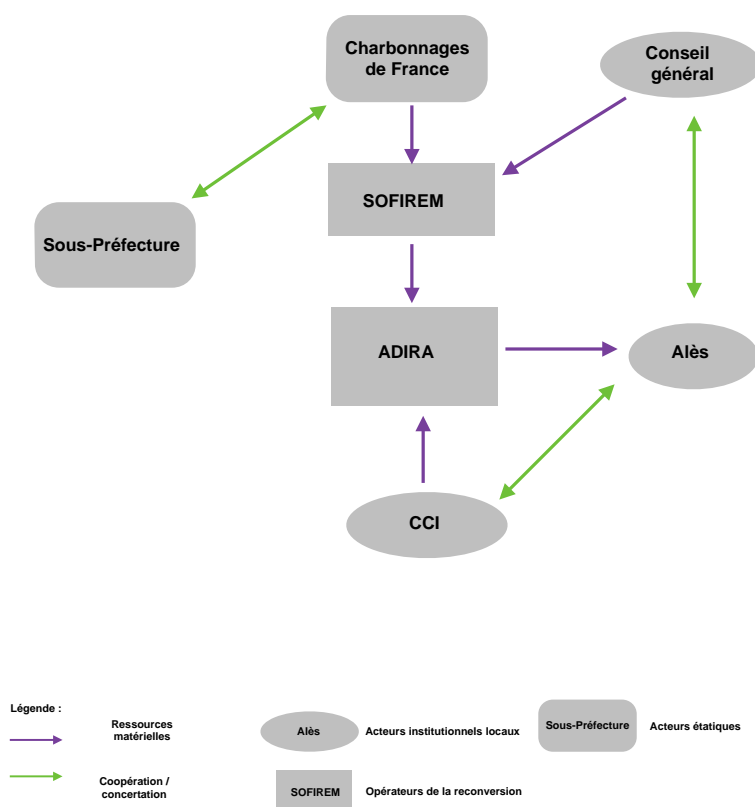 Charbonnages
de France
Conseil
général
SOFIREM
Sous-Préfecture
ADIRA
Alès
CCI
Légende :
Ressources
matérielles
Alès
Acteurs institutionnels locaux
Sous-Préfecture
Acteurs étatiques
Coopération /
concertation
SOFIREM
Opérateurs de la reconversion